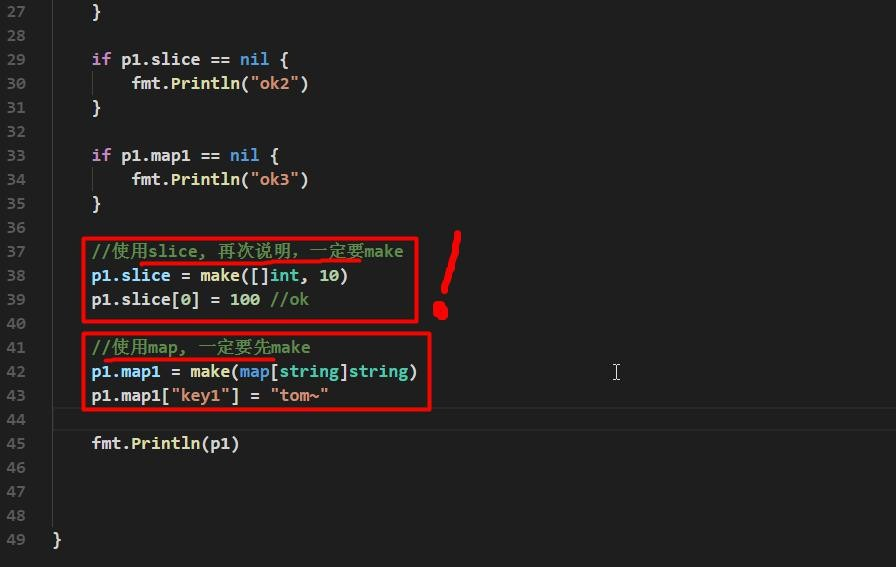 27 }
28
29 if p1.slice == nil {
30 fmt.Println("ok2")
31 }
32
33 if p1.map1 == nil {
34 fmt.Println("ok3")
35 }
36
37 //使用slice, 再次说明，一定要make
38 p1.slice = make([]int, 10)
39 p1.slice[0] = 100 //ok
40
41 //使用map, 一定要先make
42 p1.map1 = make(map[string]string)
43 p1.map1["key1"] = "tom~"
44
45 fmt.Println(p1)
46
47
48
49 }